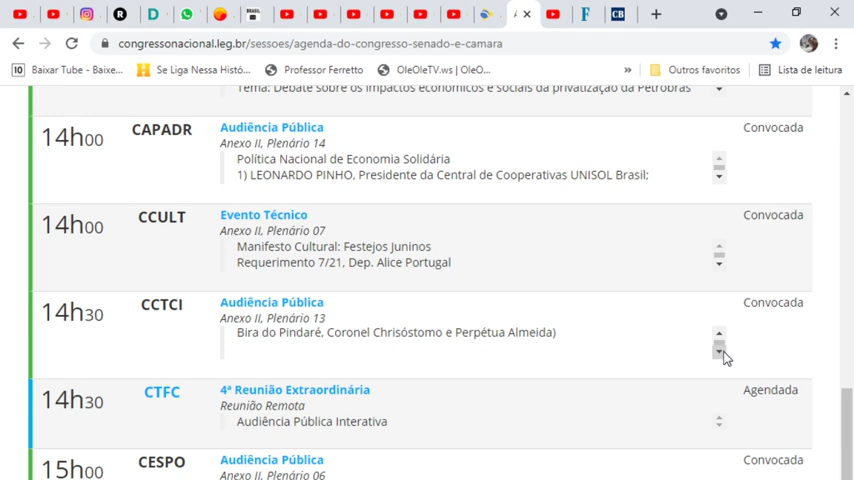 congressonacional.leg.br/sessoes/agenda-do-congresso-senado-e-camara
Baixar Tube - Baixe...
Se Liga Nessa Histó...
Professor Ferretto
OleOleTV.ws | OleO...
»
Outros favoritos
Lista de leitura
Tema: Debate sobre os impactos econômicos e sociais da privatização da Petrobras
14h00 CAPADR Audiência Pública Convocada
Anexo II, Plenário 14
Política Nacional de Economia Solidária
1) LEONARDO PINHO, Presidente da Central de Cooperativas UNISOL Brasil;
14h00 CCULT Evento Técnico Convocada
Anexo II, Plenário 07
Manifesto Cultural: Festejos Juninos
Requerimento 7/21, Dep. Alice Portugal
14h30 CCTCI Audiência Pública Convocada
Anexo II, Plenário 13
Bira do Pindaré, Coronel Chrisóstomo e Perpétua Almeida)
14h30 CTFC 4ª Reunião Extraordinária Agendada
Reunião Remota
Audiência Pública Interativa
15h00 CESPO Audiência Pública Convocada
Anexo II, Plenário 06